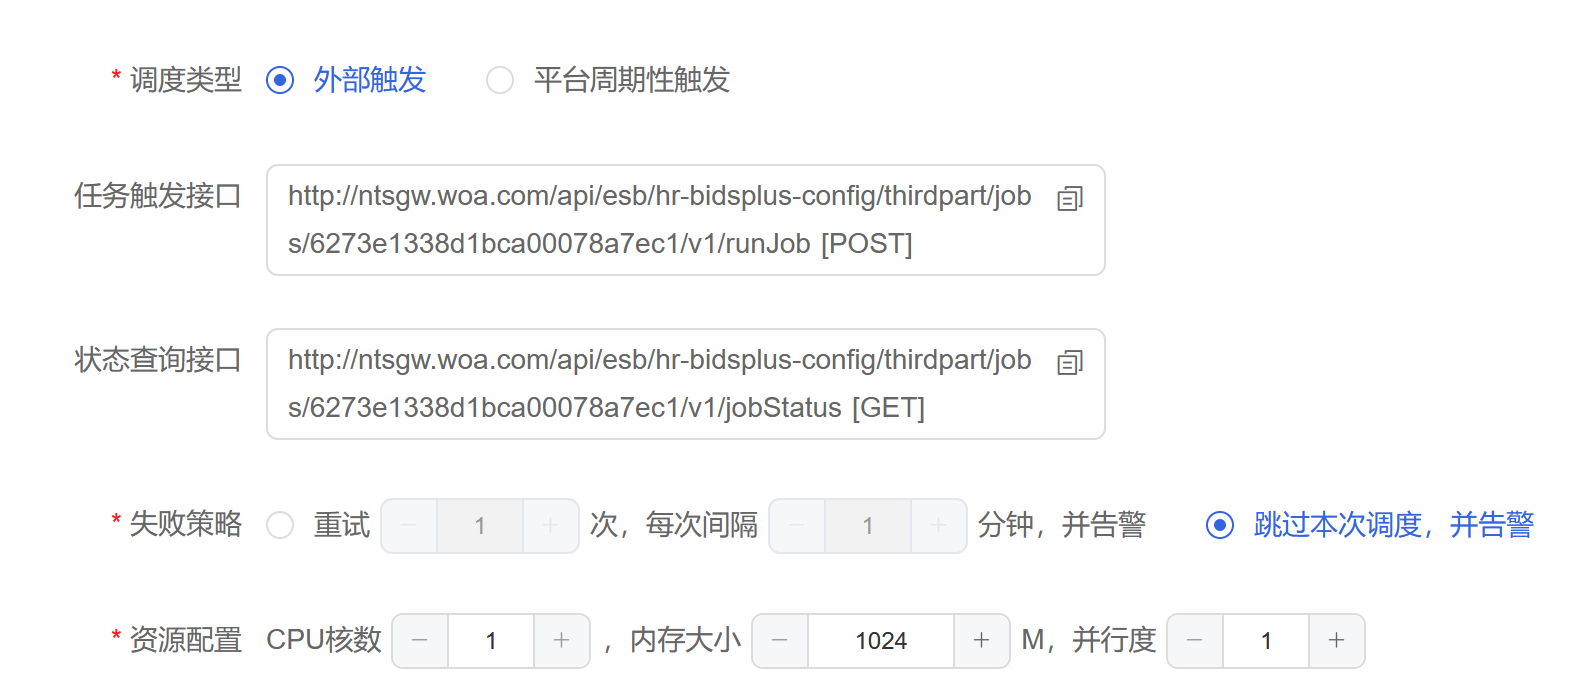 * 调度类型 外部触发 平台周期性触发
任务触发接口 http://ntsgw.woa.com/api/esb/hr-bidsplus-config/thirdpart/job
s/6273e1338d1bca00078a7ec1/v1/runJob [POST]
状态查询接口 http://ntsgw.woa.com/api/esb/hr-bidsplus-config/thirdpart/job
s/6273e1338d1bca00078a7ec1/v1/jobStatus [GET]
* 失败策略 重试 − 1 + 次，每次间隔 − 1 + 分钟，并告警 跳过本次调度，并告警
* 资源配置 CPU核数 − 1 + ，内存大小 − 1024 + M，并行度 − 1 +